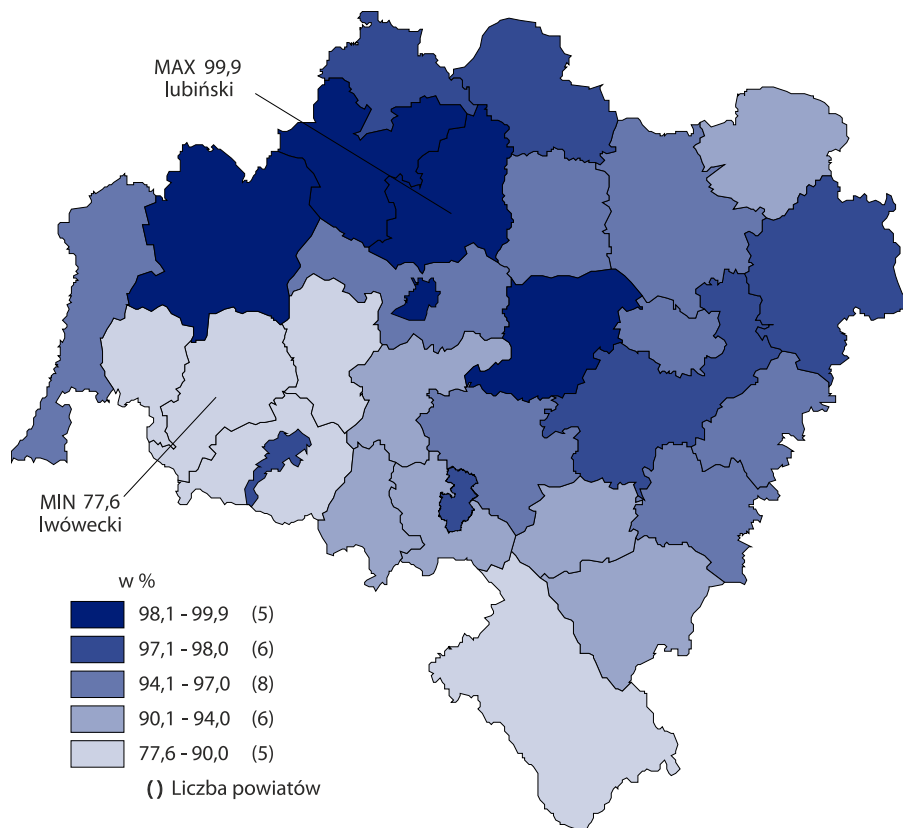 MAX 99,9
lubiński
MIN 77,6
lwówecki
w %
98,1 - 99,9 (5)
97,1 - 98,0 (6)
94,1 - 97,0 (8)
90,1 - 94,0 (6)
77,6 - 90,0 (5)
() Liczba powiatów